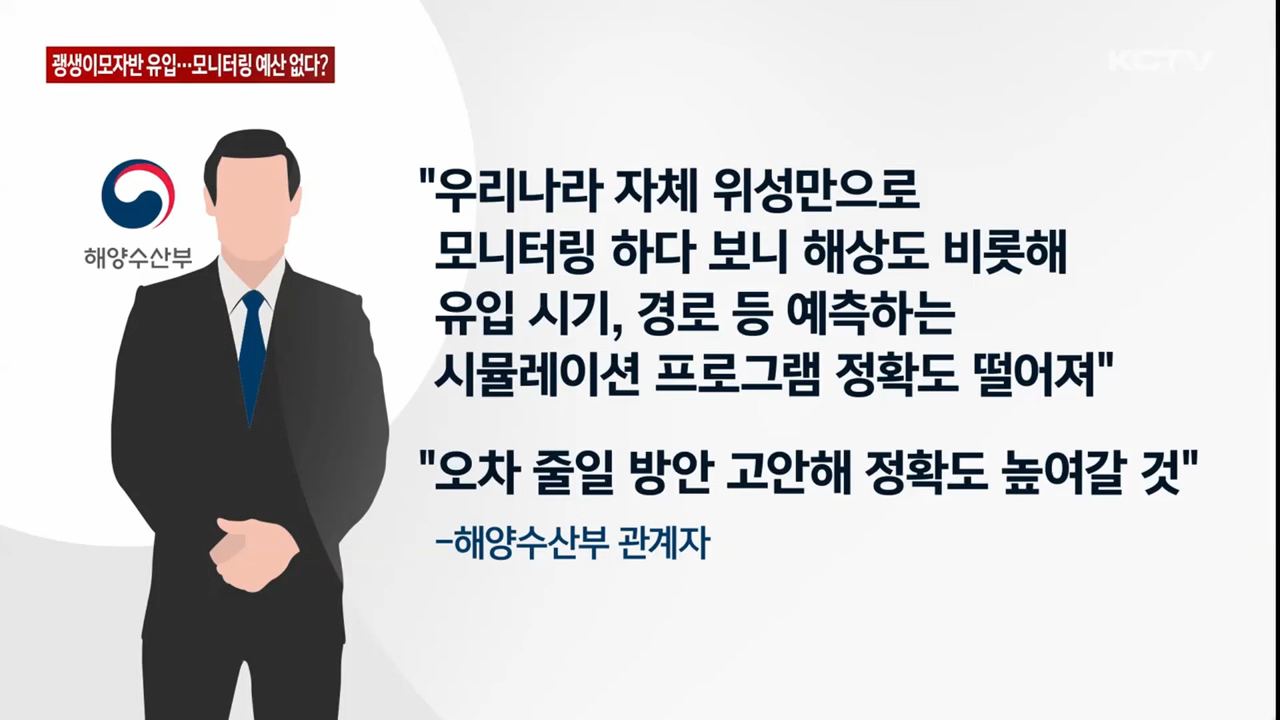 괭생이모자반 유입…모니터링 예산 없다?
KCTV
해양수산부
"우리나라 자체 위성만으로
모니터링 하다 보니 해상도 비롯해
유입 시기, 경로 등 예측하는
시뮬레이션 프로그램 정확도 떨어져"
"오차 줄일 방안 고안해 정확도 높여갈 것"
-해양수산부 관계자